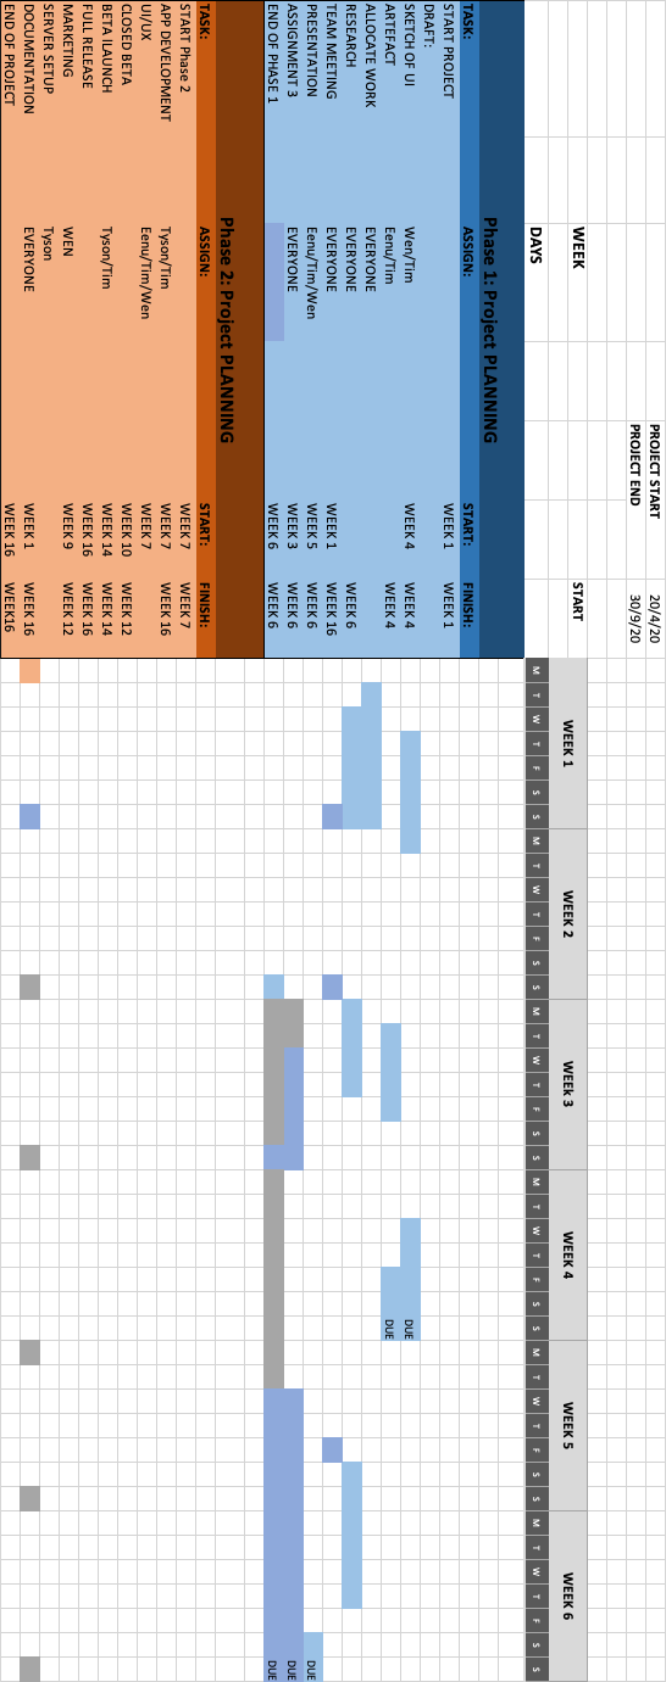 PROJECT START 20/4/20
PROJECT END 30/9/20
WEEK START WEEK 1 WEEK 2 WEEk 3 WEEK 4 WEEK 5 WEEK 6
DAYS M T W T F S S M T W T F S S M T W T F S S M T W T F S S M T W T F S S M T W T F S S
Phase 1: Project PLANNING
TASK: ASSIGN: START: FINISH:
START PROJECT WEEK 1 WEEK 1
DRAFT:
SKETCH OF UI Wen/Tim WEEK 4 WEEK 4 DUE
ARTEFACT Eenu/Tim WEEK 4 DUE
ALLOCATE WORK EVERYONE
RESEARCH EVERYONE WEEK 6
TEAM MEETING EVERYONE WEEK 1 WEEK 16
PRESENTATION Eenu/Tim/Wen WEEK 5 WEEK 6 DUE
ASSIGNMENT 3 EVERYONE WEEK 3 WEEK 6 DUE
END OF PHASE 1 WEEK 6 WEEK 6 DUE
Phase 2: Project PLANNING
TASK: ASSIGN: START: FINISH:
START Phase 2 WEEK 7 WEEK 7
APP DEVELOPMENT Tyson/Tim WEEK 7 WEEK 16
UI/UX Eenu/Tim/Wen WEEK 7
CLOSED BETA WEEK 10 WEEK 12
BETA lLAUNCH Tyson/Tim WEEK 14 WEEK 14
FULL RELEASE WEEK 16 WEEK 16
MARKETING WEN WEEK 9 WEEK 12
SERVER SETUP Tyson
DOCUMENTATION EVERYONE WEEK 1 WEEK 16
END OF PROJECT WEEK 16 WEEK16